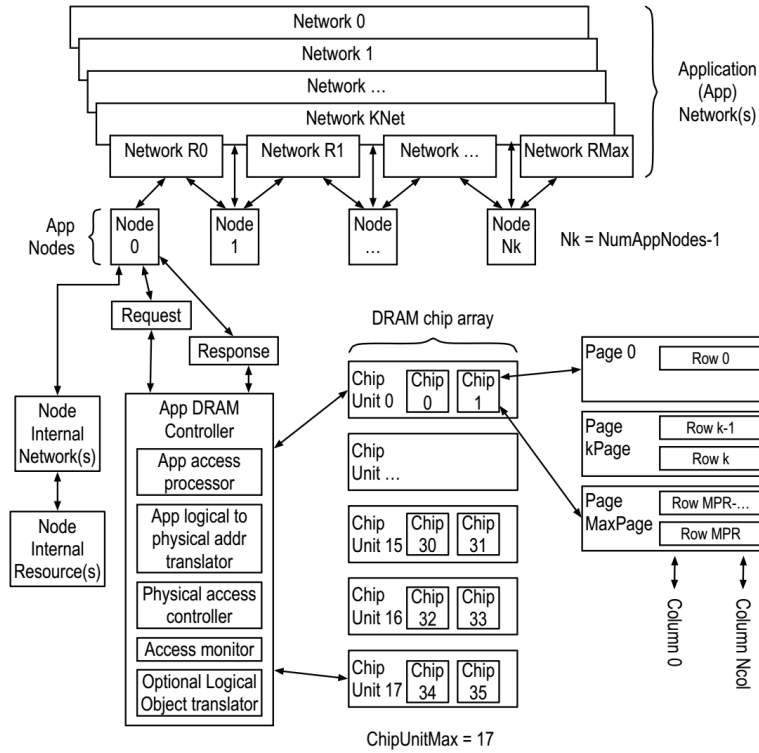 Network 0
Network 1
Network …
Network KNet
Network R0
Network R1
Network …
Network RMax
Application
(App)
Network(s)
App
Nodes
Node
0
Node
1
Node
…
Node
Nk
Nk = NumAppNodes-1
Request
Response
Node
Internal
Network(s)
Node
Internal
Resource(s)
App DRAM
Controller
App access
processor
App logical to
physical addr
translator
Physical access
controller
Access monitor
Optional Logical
Object translator
DRAM chip array
Chip
Unit 0
Chip
0
Chip
1
Chip
Unit …
Chip
Unit 15
Chip
30
Chip
31
Chip
Unit 16
Chip
32
Chip
33
Chip
Unit 17
Chip
34
Chip
35
ChipUnitMax = 17
Page 0
Row 0
Page
kPage
Row k-1
Row k
Page
MaxPage
Row MPR-…
Row MPR
Column 0
Column Ncol